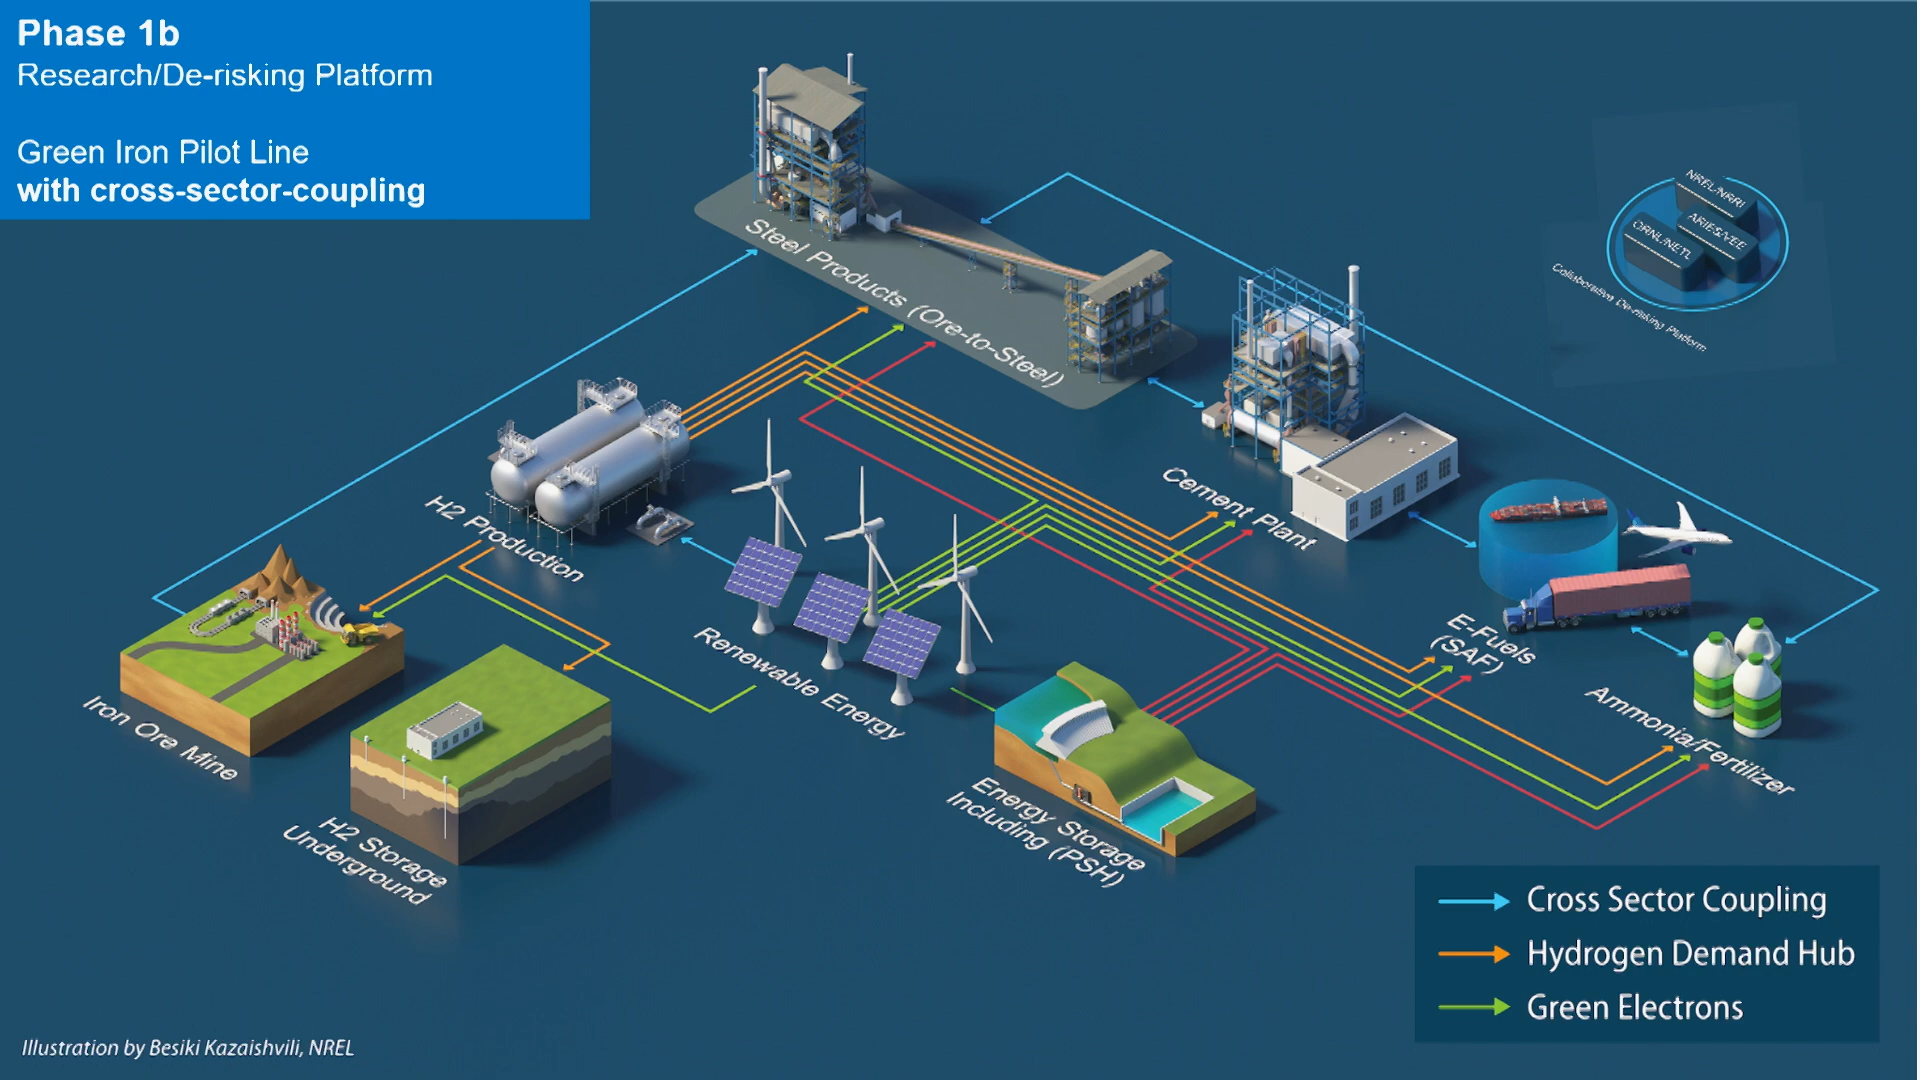 Phase 1b
Research/De-risking Platform
Green Iron Pilot Line
with cross-sector-coupling
NREL/NRRI
ARIES/VEE
ORNL/NETL
Collaborative De-risking Platform
Steel Products (Ore-to-Steel)
Cement Plant
H2 Production
E-Fuels
(SAF)
Renewable Energy
Ammonia/Fertilizer
Iron Ore Mine
H2 Storage
Underground
Energy Storage
Including (PSH)
Cross Sector Coupling
Hydrogen Demand Hub
Green Electrons
Illustration by Besiki Kazaishvili, NREL